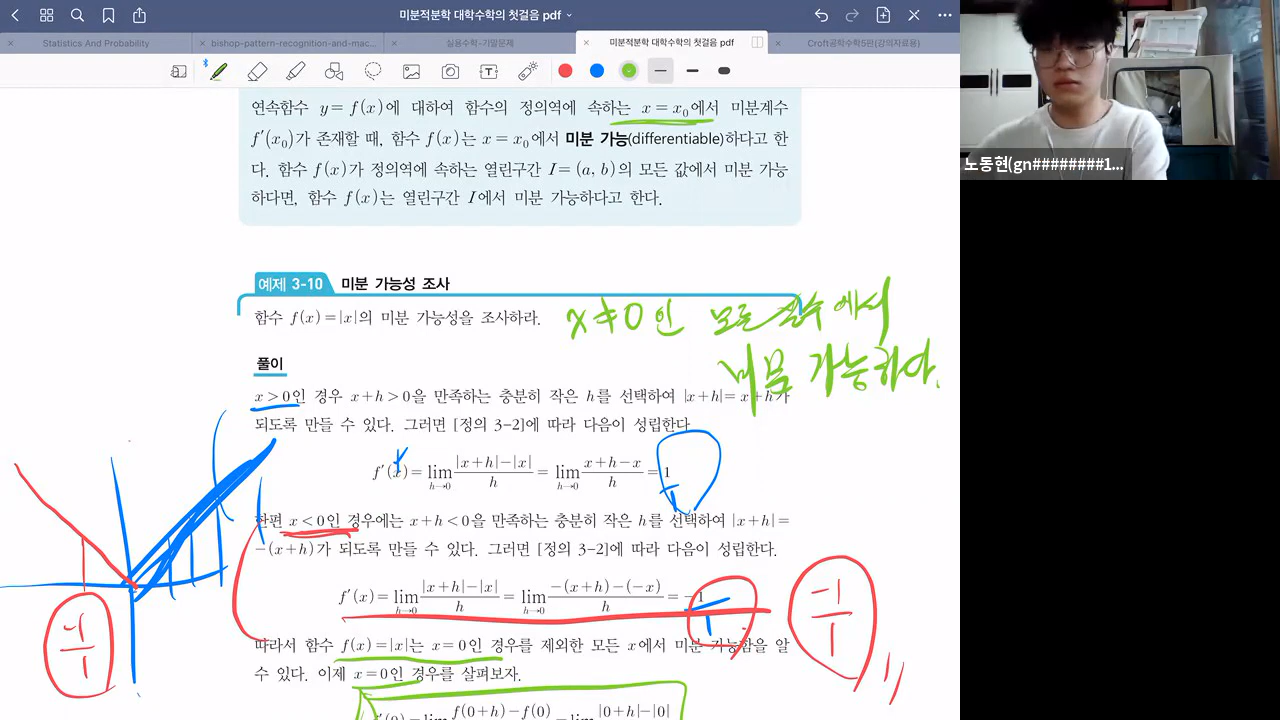 미분적분학 대학수학의 첫걸음 pdf
Statistics And Probability
bishop-pattern-recognition-and-mac...
실용수학-기말문제
미분적분학 대학수학의 첫걸음 pdf
Croft공학수학5판(강의자료용)
연속함수 y=f(x)에 대하여 함수의 정의역에 속하는 x=x₀에서 미분계수
f′(x₀)가 존재할 때, 함수 f(x)는 x=x₀에서 미분 가능(differentiable)하다고 한
다. 함수 f(x)가 정의역에 속하는 열린구간 I=(a, b)의 모든 값에서 미분 가능
하다면, 함수 f(x)는 열린구간 I에서 미분 가능하다고 한다.
예제 3-10 미분 가능성 조사
함수 f(x)=|x|의 미분 가능성을 조사하라.
x≠0인 모든 실수에서
미분 가능하다.
풀이
x>0인 경우 x+h>0을 만족하는 충분히 작은 h를 선택하여 |x+h|=x+h가
되도록 만들 수 있다. 그러면 [정의 3-2]에 따라 다음이 성립한다
f′(x)=lim h→0 |x+h|-|x| / h = lim h→0 x+h-x / h = 1
한편 x<0인 경우에는 x+h<0을 만족하는 충분히 작은 h를 선택하여 |x+h|=
-(x+h)가 되도록 만들 수 있다. 그러면 [정의 3-2]에 따라 다음이 성립한다.
f′(x)=lim h→0 |x+h|-|x| / h = lim h→0 -(x+h)-(-x) / h = -1
-1/1
-1/1
따라서 함수 f(x)=|x|는 x=0인 경우를 제외한 모든 x에서 미분 가능함을 알
수 있다. 이제 x=0인 경우를 살펴보자.
f′(0)=lim f(0+h)-f(0) =lim |0+h|-|0|
노통현(gn########1...